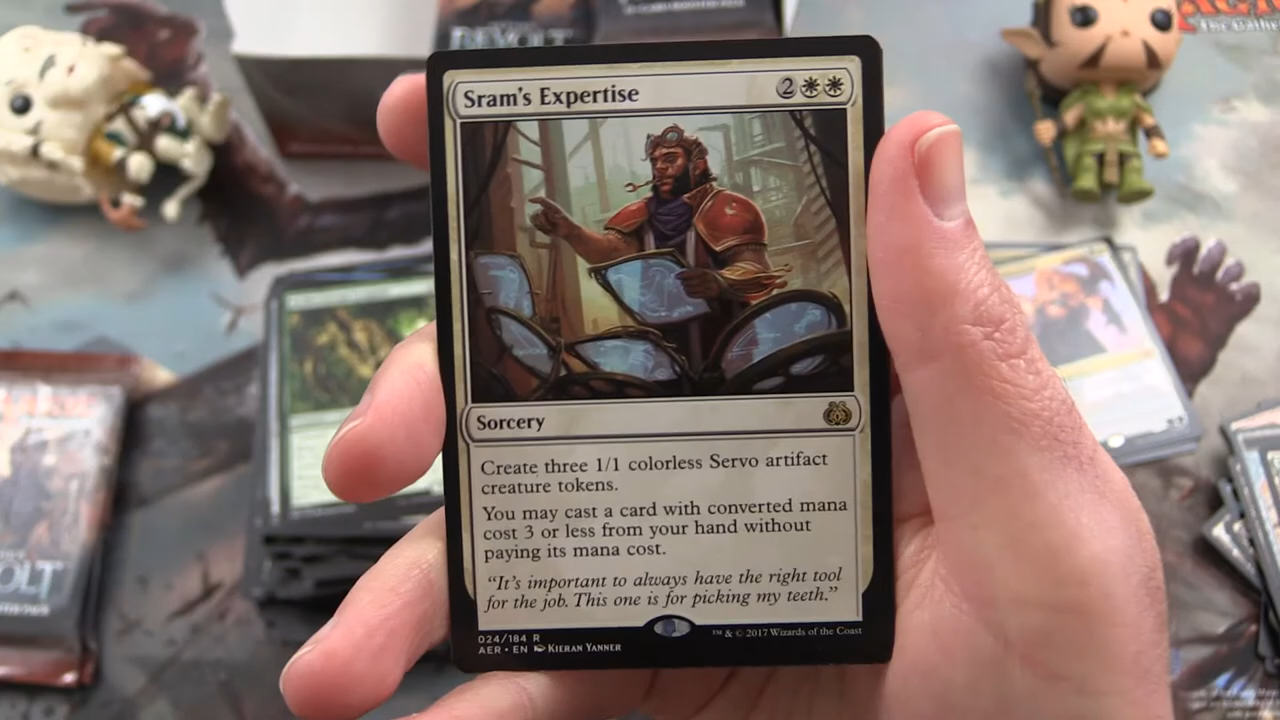 REVOLT
The Gathe
Sram's Expertise
2
Sorcery
Create three 1/1 colorless Servo artifact
creature tokens.
You may cast a card with converted mana
cost 3 or less from your hand without
paying its mana cost.
"It's important to always have the right tool
for the job. This one is for picking my teeth."
024/184 R
AER • EN KIERAN YANNER
™ & © 2017 Wizards of the Coast
OLT